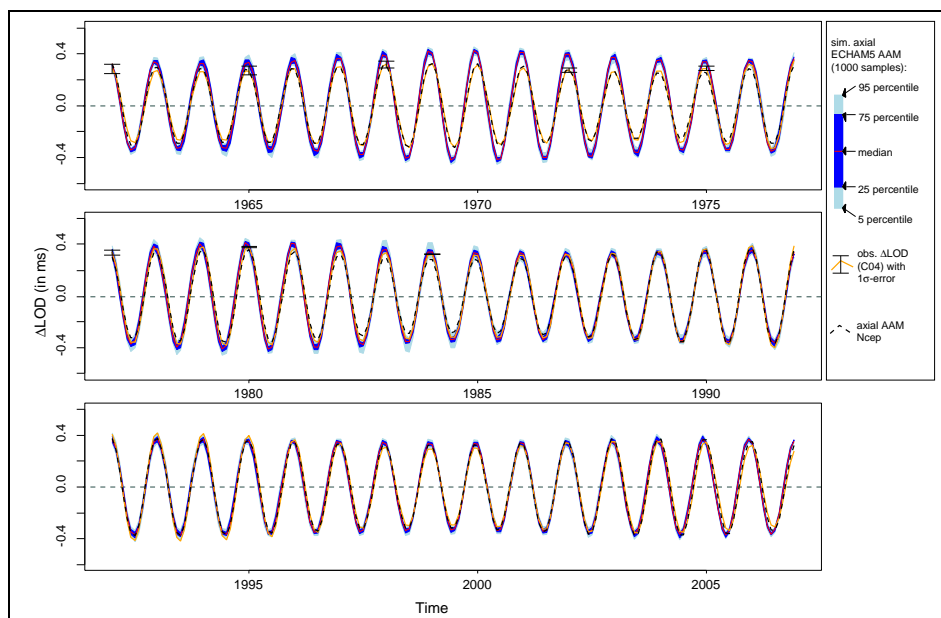 0.4
0.0
-0.4
1965
1970
1975
0.4
0.0
-0.4
1980
1985
1990
0.4
0.0
-0.4
1995
2000
2005
ΔLOD (in ms)
Time
sim. axial
ECHAM5 AAM
(1000 samples):
95 percentile
75 percentile
median
25 percentile
5 percentile
obs. ΔLOD
(C04) with
1σ-error
axial AAM
Ncep